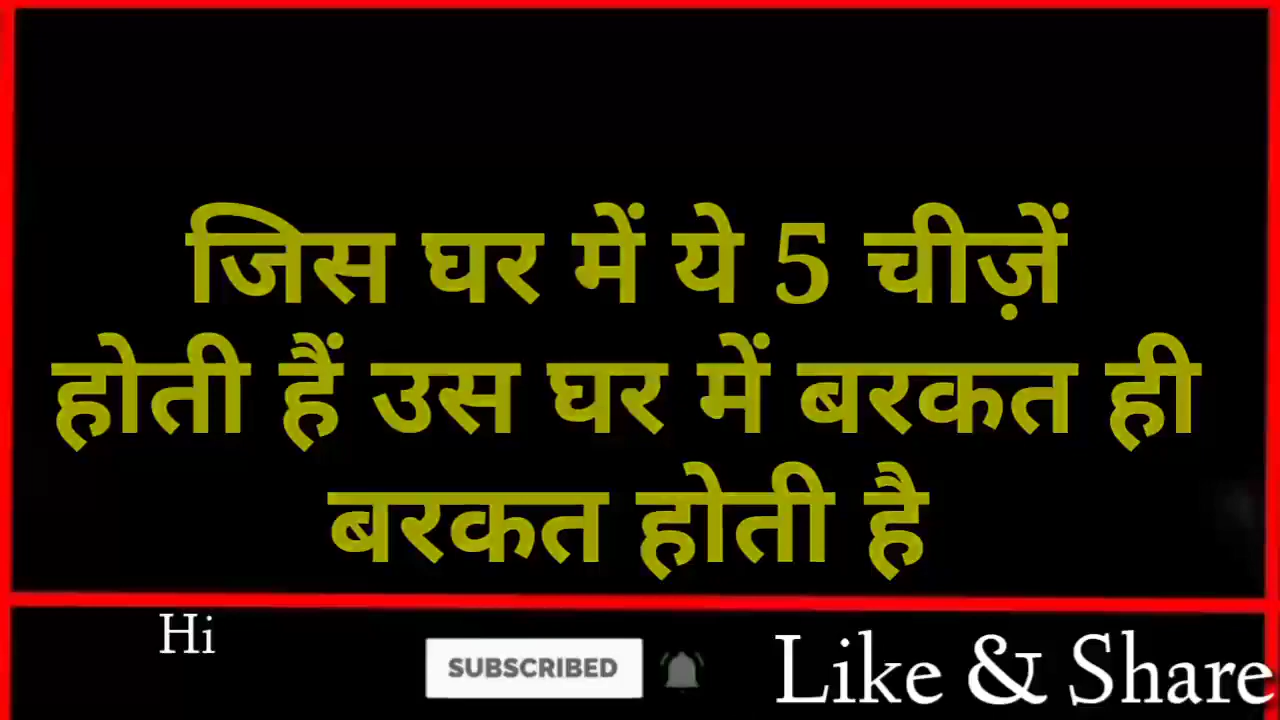 जिस घर में ये 5 चीज़ें
होती हैं उस घर में बरकत ही
बरकत होती है
Hi
SUBSCRIBED
Like & Share